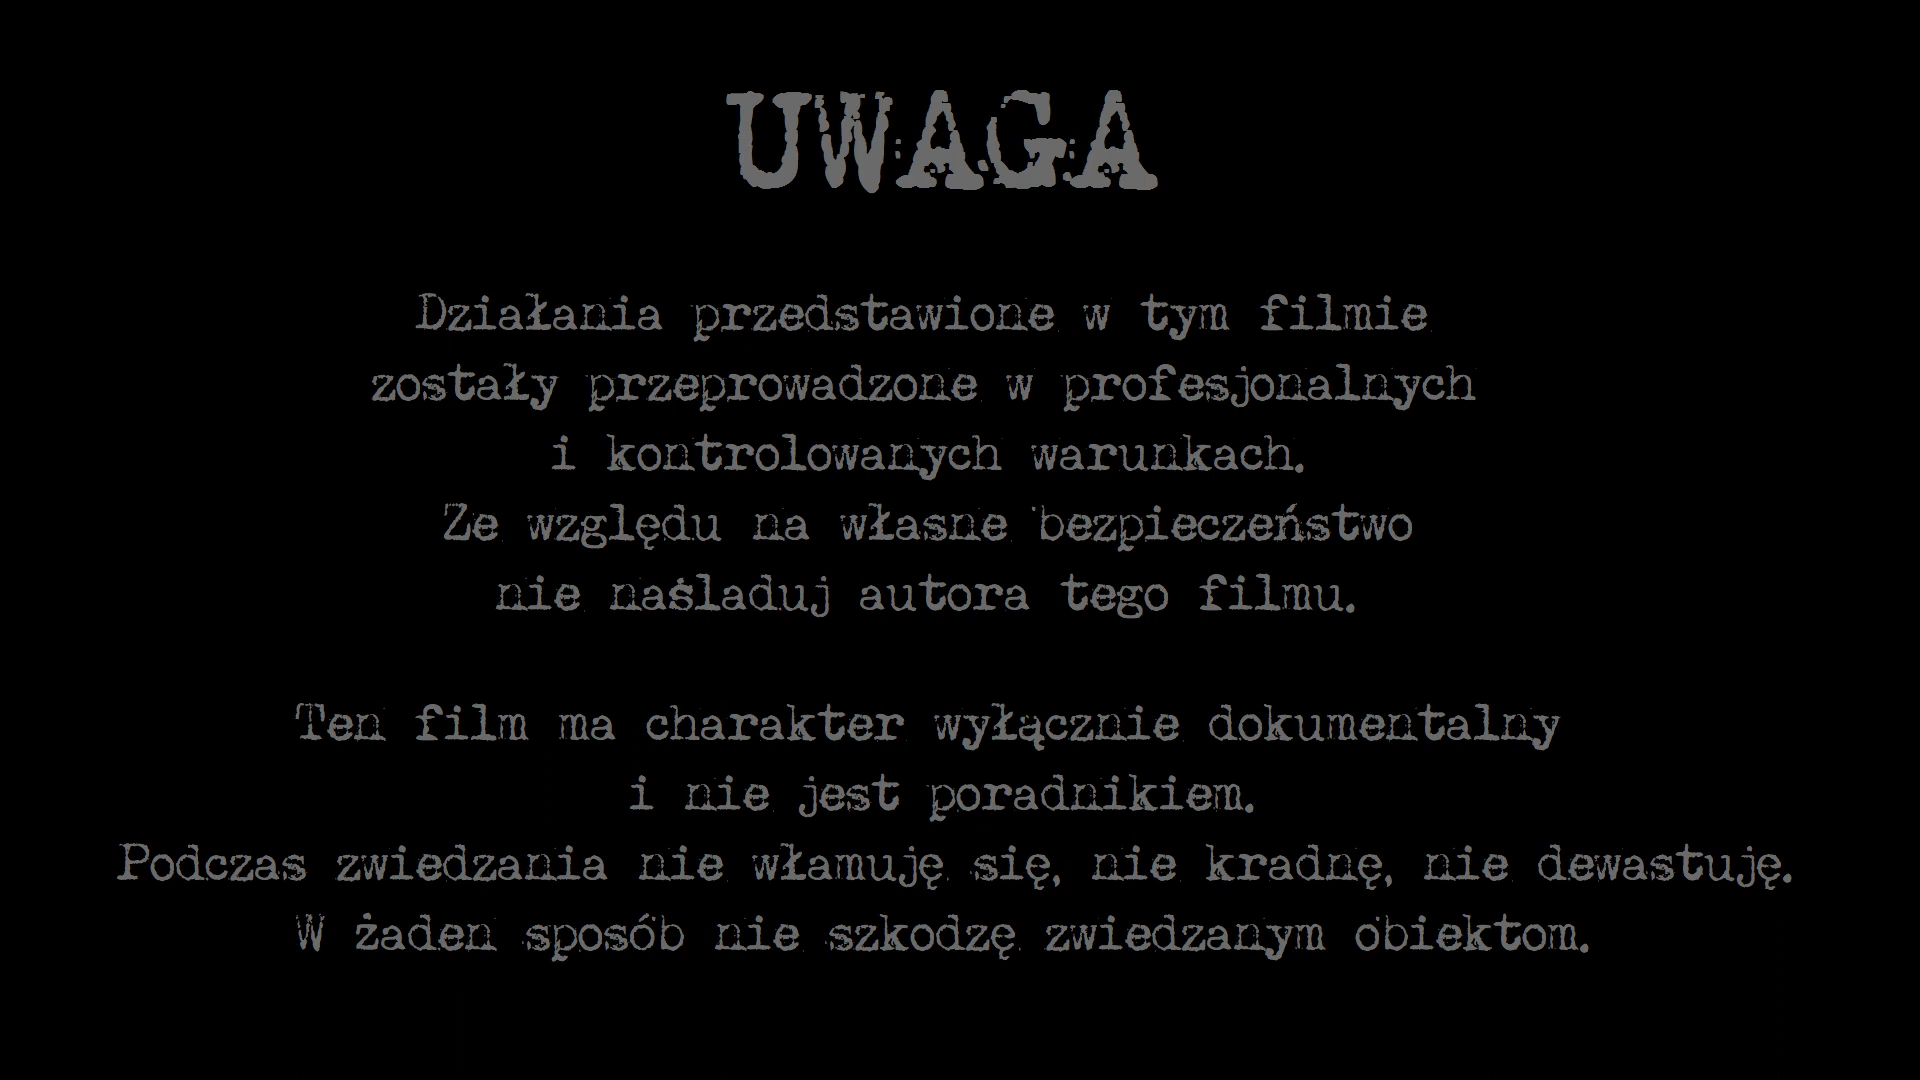 UWAGA
Działania przedstawione w tym filmie
zostały przeprowadzone w profesjonalnych
i kontrolowanych warunkach.
Ze względu na własne bezpieczeństwo
nie naśladuj autora tego filmu.
Ten film ma charakter wyłącznie dokumentalny
i nie jest poradnikiem.
Podczas zwiedzania nie włamuję się, nie kradnę, nie dewastuję.
W żaden sposób nie szkodzę zwiedzanym obiektom.